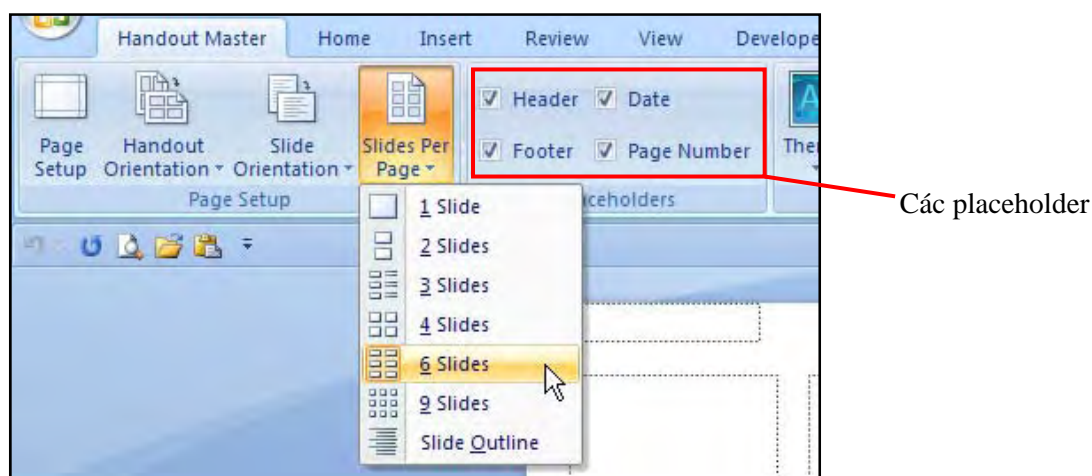 Handout Master Home Insert Review View Develope
Header Date
Page Setup Handout Orientation Slide Orientation Slides Per Page
Footer Page Number
Page Setup
1 Slide
2 Slides
3 Slides
4 Slides
6 Slides
9 Slides
Slide Outline
Các placeholder